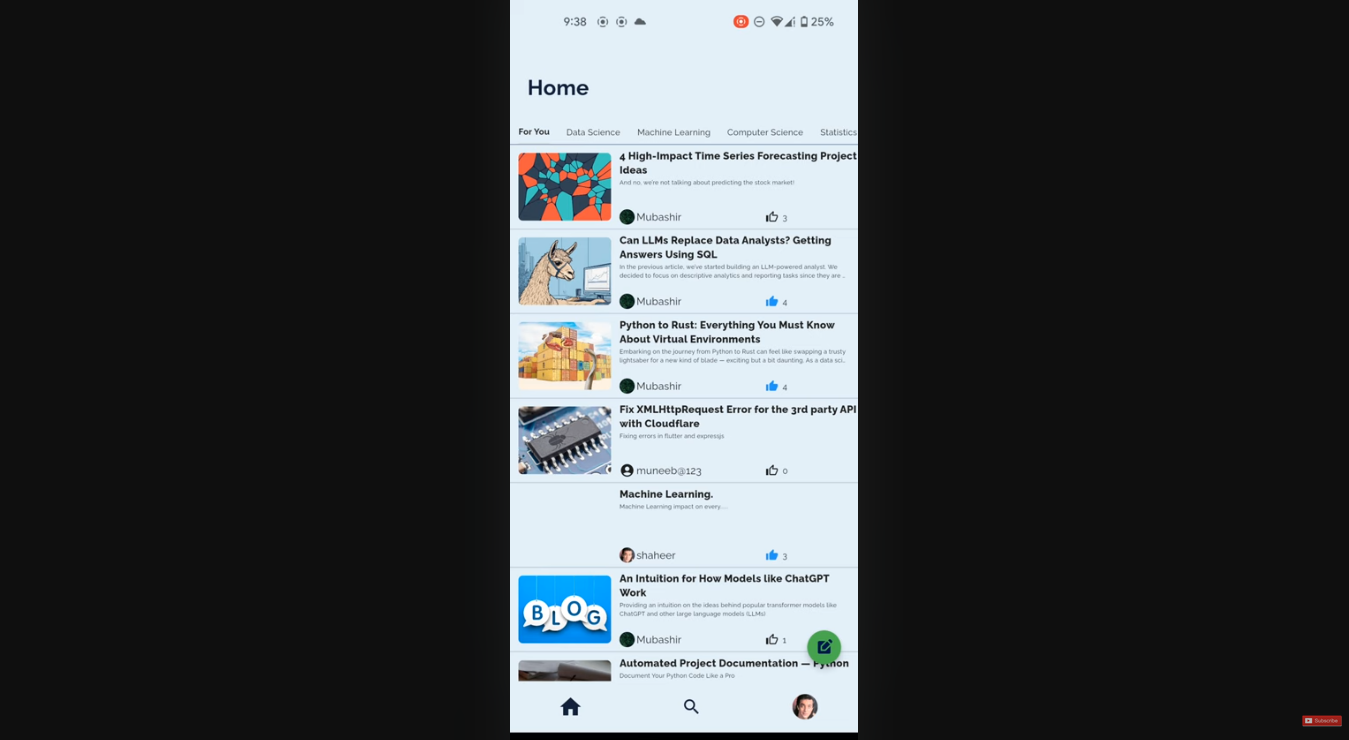 9:38
25%
Home
For You Data Science Machine Learning Computer Science Statistics
4 High-Impact Time Series Forecasting Project
Ideas
And no, we're not talking about predicting the stock market!
Mubashir 3
Can LLMs Replace Data Analysts? Getting
Answers Using SQL
In the previous article, we've started building an LLM-powered analyst. We
decided to focus on descriptive analytics and reporting tasks since they are ...
Mubashir 4
Python to Rust: Everything You Must Know
About Virtual Environments
Embarking on the journey from Python to Rust can feel like swapping a trusty
lightsaber for a new kind of blade — exciting but a bit daunting. As a data sci...
Mubashir 4
Fix XMLHttpRequest Error for the 3rd party API
with Cloudflare
Fixing errors in flutter and expressjs
muneeb@123 0
Machine Learning.
Machine Learning impact on every....
shaheer 3
BLOG
An Intuition for How Models like ChatGPT
Work
Providing an intuition on the ideas behind popular transformer models like
ChatGPT and other large language models (LLMs)!
Mubashir 1
Automated Project Documentation — Python
Document Your Python Code Like a Pro
Subscribe